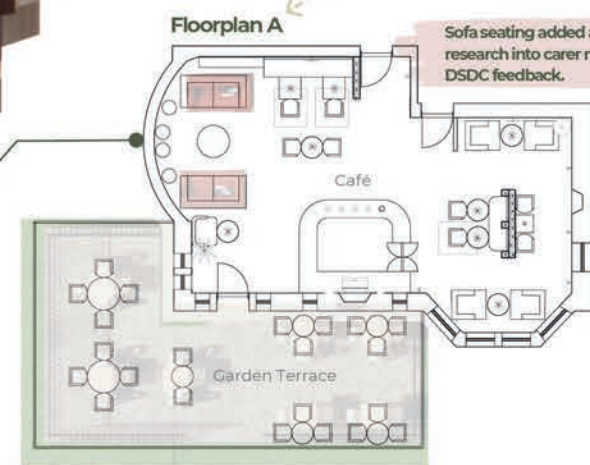 Floorplan A
Sofa seating added
research into carer
DSDC feedback.
Café
Garden Terrace